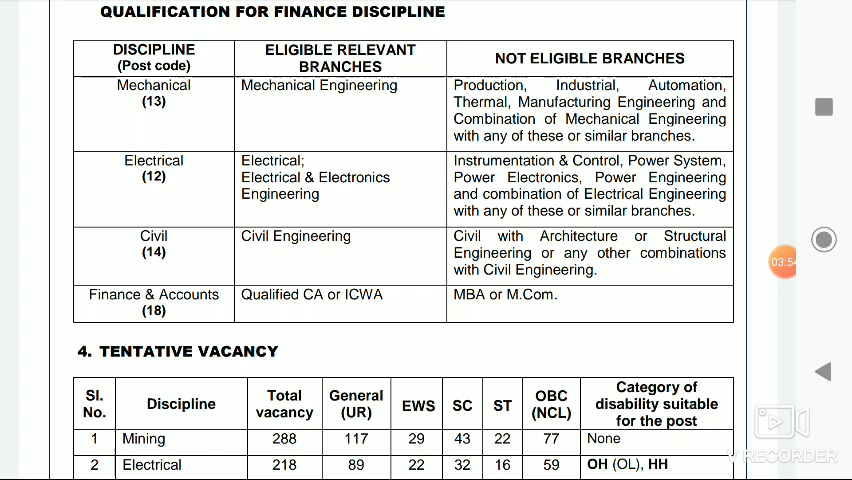 QUALIFICATION FOR FINANCE DISCIPLINE
DISCIPLINE
(Post code)
ELIGIBLE RELEVANT
BRANCHES
NOT ELIGIBLE BRANCHES
Mechanical
(13)
Mechanical Engineering
Production, Industrial, Automation,
Thermal, Manufacturing Engineering and
Combination of Mechanical Engineering
with any of these or similar branches.
Electrical
(12)
Electrical;
Electrical & Electronics
Engineering
Instrumentation & Control, Power System,
Power Electronics, Power Engineering
and combination of Electrical Engineering
with any of these or similar branches.
Civil
(14)
Civil Engineering
Civil with Architecture or Structural
Engineering or any other combinations
with Civil Engineering.
Finance & Accounts
(18)
Qualified CA or ICWA
MBA or M.Com.
03:54
4. TENTATIVE VACANCY
Sl.
No.
Discipline
Total
vacancy
General
(UR)
EWS
SC
ST
OBC
(NCL)
Category of
disability suitable
for the post
1 Mining 288 117 29 43 22 77 None
2 Electrical 218 89 22 32 16 59 OH (OL), HH
V RECORDER